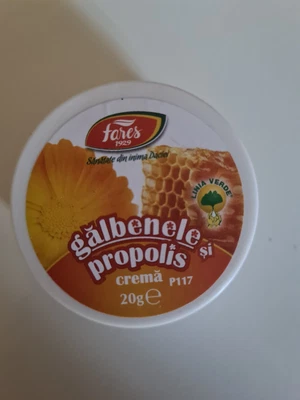 fares
1929
Sănătate din inima Daciei
LINIA VERDE
gălbenele
și
propolis
cremă P117
20g e